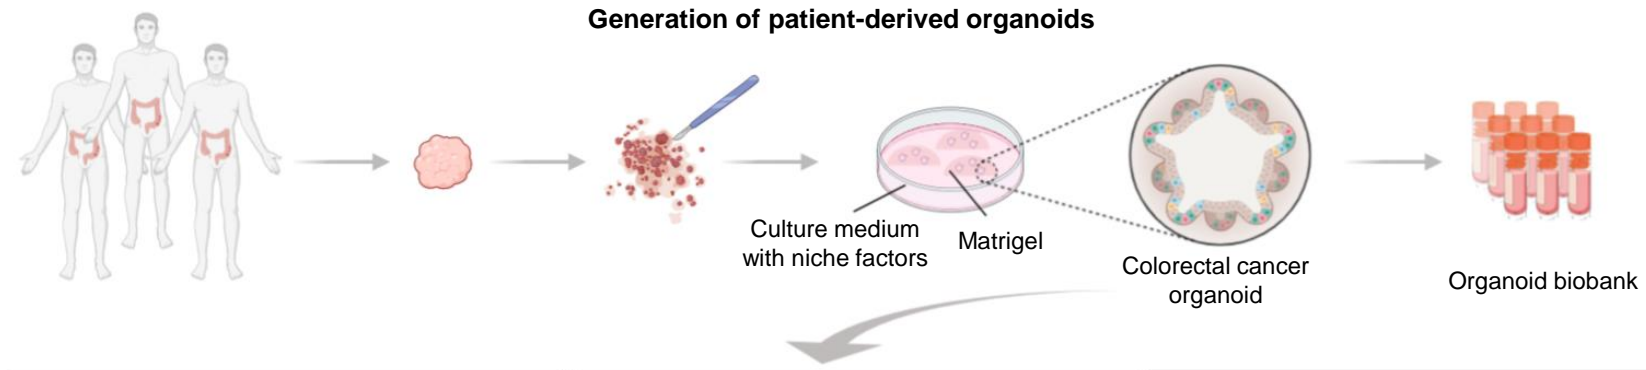 Generation of patient-derived organoids
Culture medium
with niche factors
Matrigel
Colorectal cancer
organoid
Organoid biobank